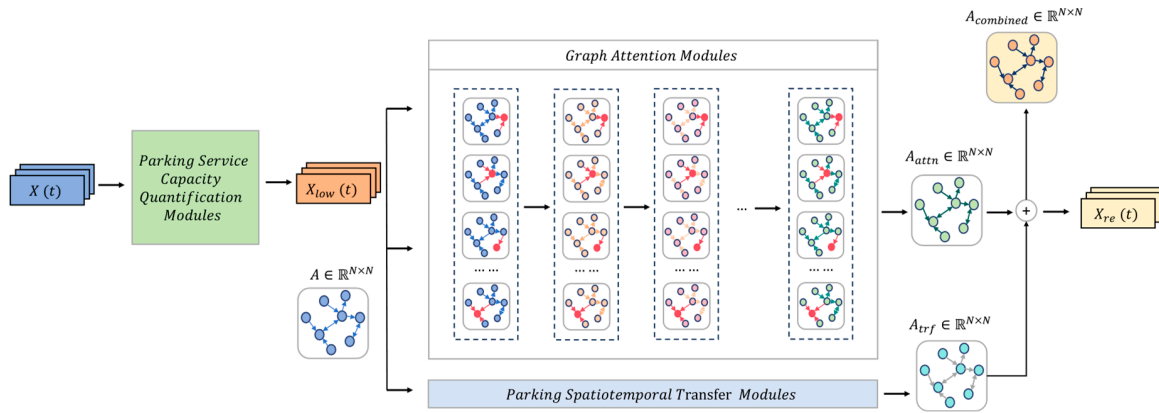 X (t)
Parking Service
Capacity
Quantification
Modules
X_low (t)
A ∈ ℝ^{N×N}
Graph Attention Modules
... ...
... ...
... ...
...
... ...
Parking Spatiotemporal Transfer Modules
A_combined ∈ ℝ^{N×N}
A_attn ∈ ℝ^{N×N}
+
A_trf ∈ ℝ^{N×N}
X_re (t)